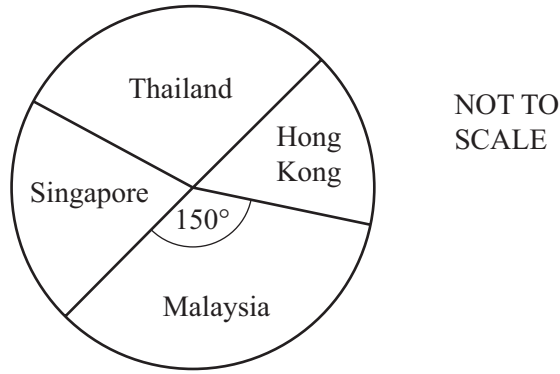 Thailand
NOT TO
SCALE
Hong
Kong
Singapore
150°
Malaysia